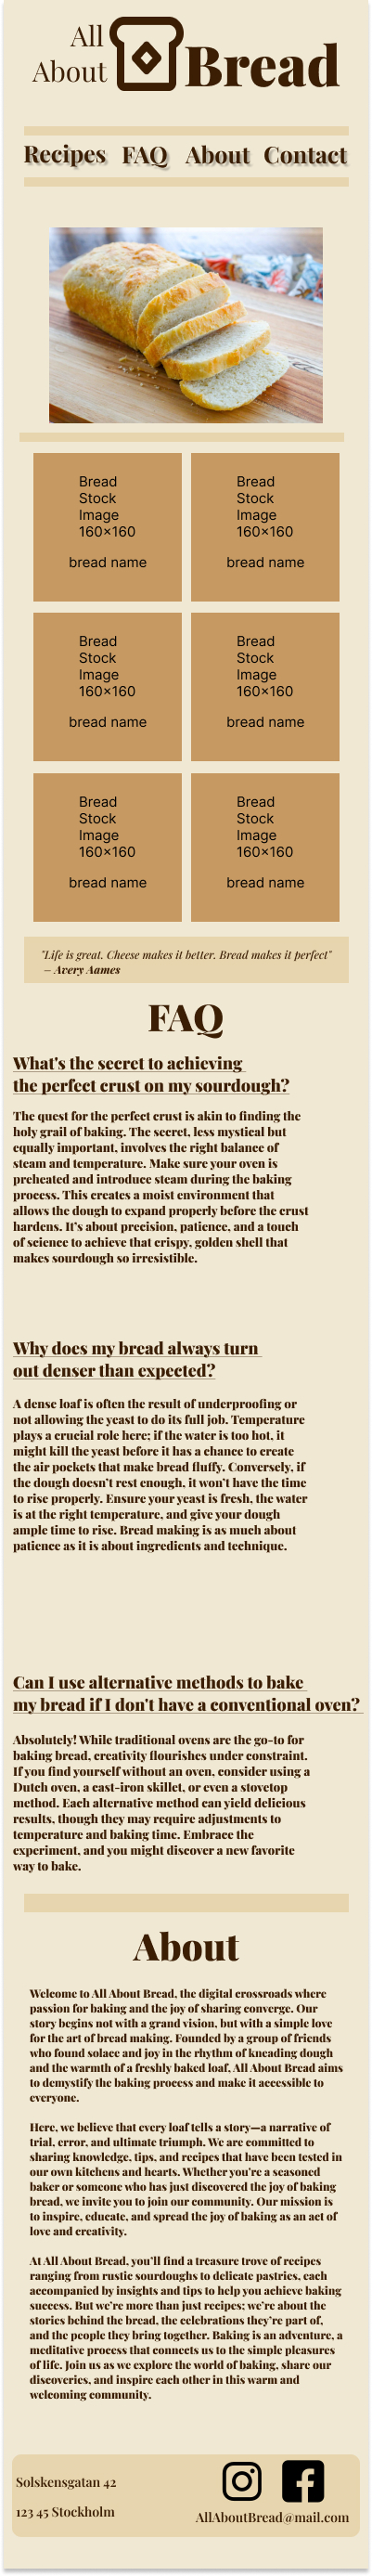 All
About
Bread
Recipes FAQ About Contact
Bread
Stock
Image
160x160
bread name
Bread
Stock
Image
160x160
bread name
Bread
Stock
Image
160x160
bread name
Bread
Stock
Image
160x160
bread name
Bread
Stock
Image
160x160
bread name
Bread
Stock
Image
160x160
bread name
"Life is great. Cheese makes it better. Bread makes it perfect"
– Avery Aames
FAQ
What's the secret to achieving
the perfect crust on my sourdough?
The quest for the perfect crust is akin to finding the
holy grail of baking. The secret, less mystical but
equally important, involves the right balance of
steam and temperature. Make sure your oven is
preheated and introduce steam during the baking
process. This creates a moist environment that
allows the dough to expand properly before the crust
hardens. It's about precision, patience, and a touch
of science to achieve that crispy, golden shell that
makes sourdough so irresistible.
Why does my bread always turn
out denser than expected?
A dense loaf is often the result of underproofing or
not allowing the yeast to do its full job. Temperature
plays a crucial role here; if the water is too hot, it
might kill the yeast before it has a chance to create
the air pockets that make bread fluffy. Conversely, if
the dough doesn't rest enough, it won't have the time
to rise properly. Ensure your yeast is fresh, the water
is at the right temperature, and give your dough
ample time to rise. Bread making is as much about
patience as it is about ingredients and technique.
Can I use alternative methods to bake
my bread if I don't have a conventional oven?
Absolutely! While traditional ovens are the go-to for
baking bread, creativity flourishes under constraint.
If you find yourself without an oven, consider using a
Dutch oven, a cast-iron skillet, or even a stovetop
method. Each alternative method can yield delicious
results, though they may require adjustments to
temperature and baking time. Embrace the
experiment, and you might discover a new favorite
way to bake.
About
Welcome to All About Bread, the digital crossroads where
passion for baking and the joy of sharing converge. Our
story begins not with a grand vision, but with a simple love
for the art of bread making. Founded by a group of friends
who found solace and joy in the rhythm of kneading dough
and the warmth of a freshly baked loaf, All About Bread aims
to demystify the baking process and make it accessible to
everyone.
Here, we believe that every loaf tells a story—a narrative of
trial, error, and ultimate triumph. We are committed to
sharing knowledge, tips, and recipes that have been tested in
our own kitchens and hearts. Whether you're a seasoned
baker or someone who has just discovered the joy of baking
bread, we invite you to join our community. Our mission is
to inspire, educate, and spread the joy of baking as an act of
love and creativity.
At All About Bread, you'll find a treasure trove of recipes
ranging from rustic sourdoughs to delicate pastries, each
accompanied by insights and tips to help you achieve baking
success. But we're more than just recipes; we're about the
stories behind the bread, the celebrations they're part of,
and the people they bring together. Baking is an adventure, a
meditative process that connects us to the simple pleasures
of life. Join us as we explore the world of baking, share our
discoveries, and inspire each other in this warm and
welcoming community.
Solskensgatan 42
123 45 Stockholm
AllAboutBread@mail.com